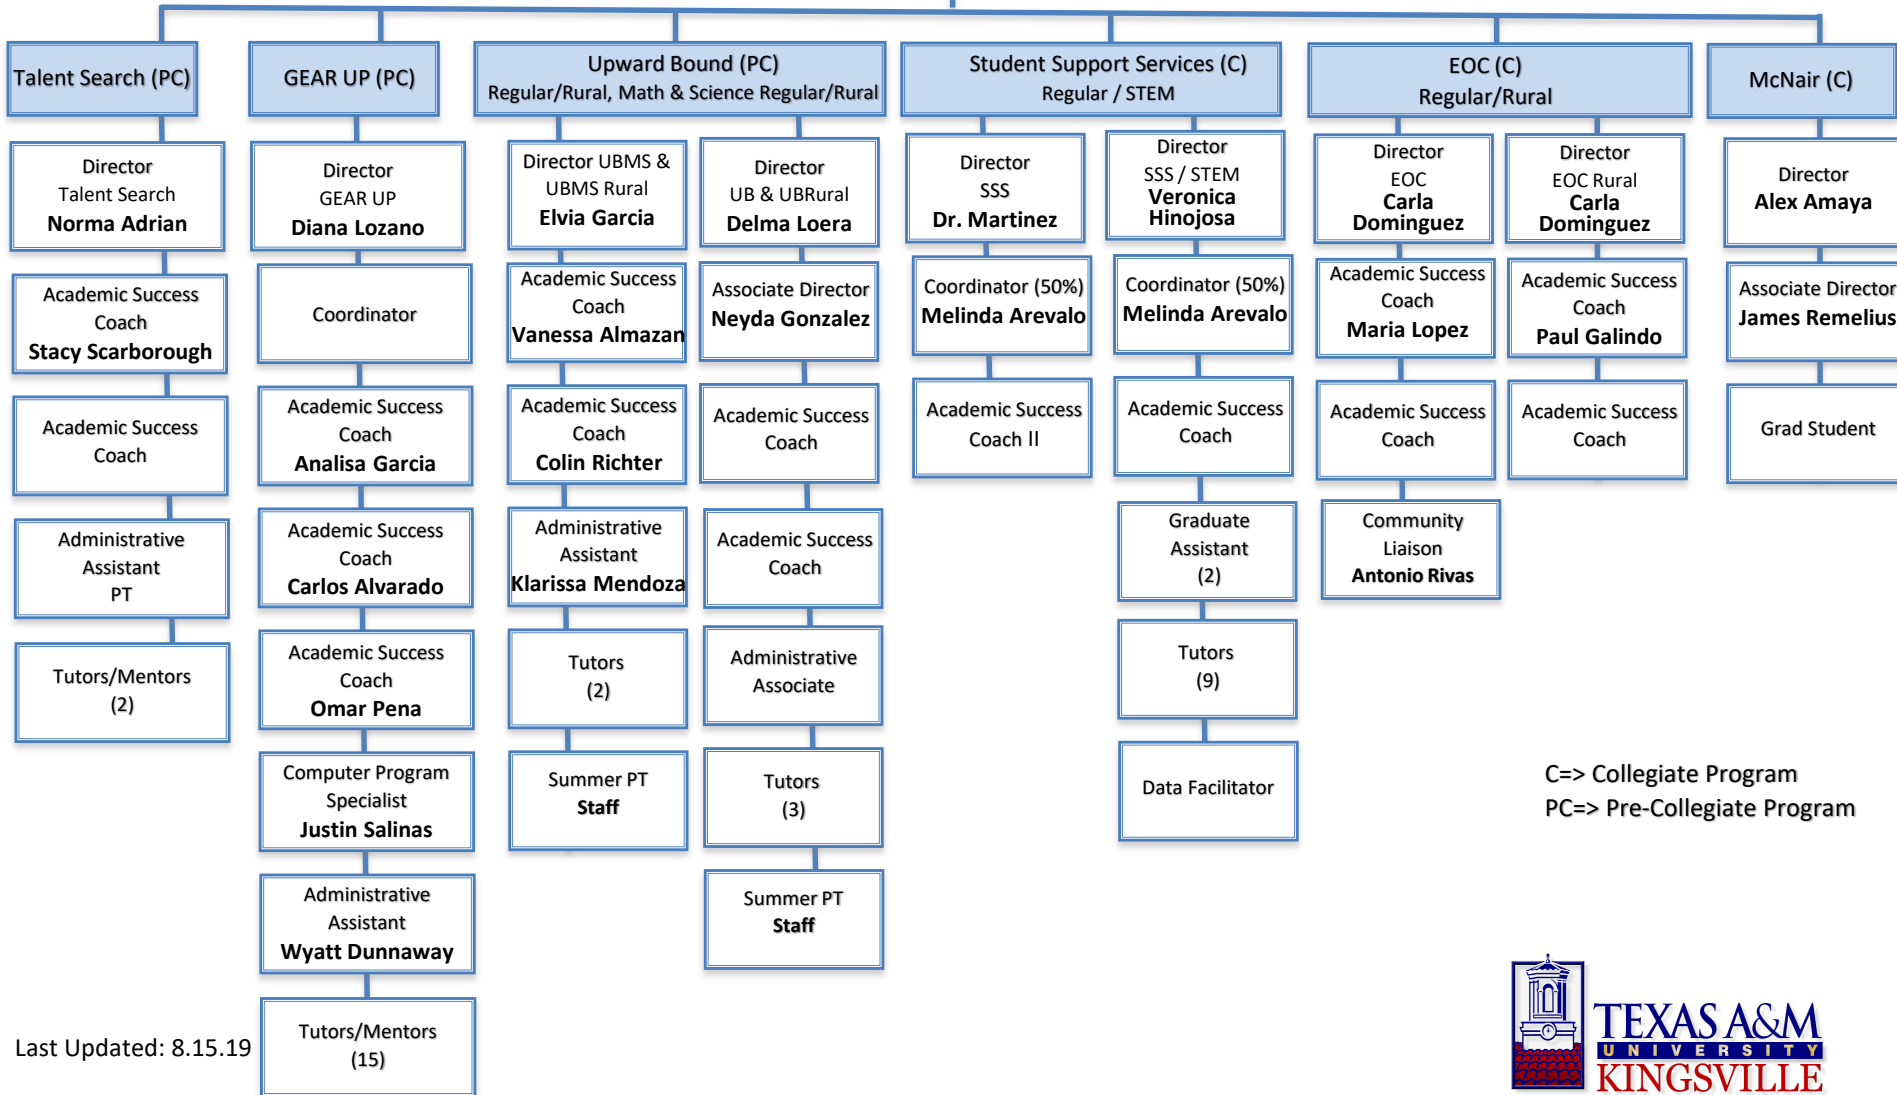 Talent Search (PC)
GEAR UP (PC)
Upward Bound (PC)
Regular/Rural, Math & Science Regular/Rural
Student Support Services (C)
Regular / STEM
EOC (C)
Regular/Rural
McNair (C)
Director
Talent Search
Norma Adrian
Academic Success
Coach
Stacy Scarborough
Academic Success
Coach
Administrative
Assistant
PT
Tutors/Mentors
(2)
Director
GEAR UP
Diana Lozano
Coordinator
Academic Success
Coach
Analisa Garcia
Academic Success
Coach
Carlos Alvarado
Academic Success
Coach
Omar Pena
Computer Program
Specialist
Justin Salinas
Administrative
Assistant
Wyatt Dunnaway
Tutors/Mentors
(15)
Director UBMS &
UBMS Rural
Elvia Garcia
Academic Success
Coach
Vanessa Almazan
Academic Success
Coach
Colin Richter
Administrative
Assistant
Klarissa Mendoza
Tutors
(2)
Summer PT
Staff
Director
UB & UBRural
Delma Loera
Associate Director
Neyda Gonzalez
Academic Success
Coach
Academic Success
Coach
Administrative
Associate
Tutors
(3)
Summer PT
Staff
Director
SSS
Dr. Martinez
Coordinator (50%)
Melinda Arevalo
Academic Success
Coach II
Director
SSS / STEM
Veronica
Hinojosa
Coordinator (50%)
Melinda Arevalo
Academic Success
Coach
Graduate
Assistant
(2)
Tutors
(9)
Data Facilitator
Director
EOC
Carla
Dominguez
Academic Success
Coach
Maria Lopez
Academic Success
Coach
Community
Liaison
Antonio Rivas
Director
EOC Rural
Carla
Dominguez
Academic Success
Coach
Paul Galindo
Academic Success
Coach
Director
Alex Amaya
Associate Director
James Remelius
Grad Student
C=> Collegiate Program
PC=> Pre-Collegiate Program
Last Updated: 8.15.19
TEXAS A&M
UNIVERSITY
KINGSVILLE